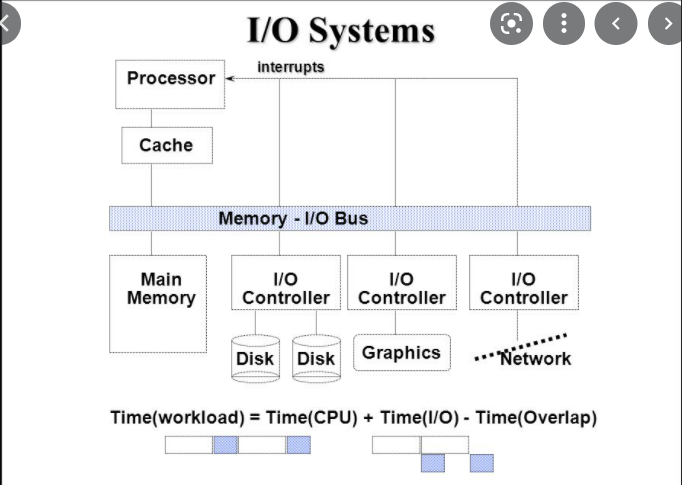 I/O Systems
interrupts
Processor
Cache
Memory - I/O Bus
Main
Memory
I/O
Controller
I/O
Controller
I/O
Controller
Disk
Disk
Graphics
Network
Time(workload) = Time(CPU) + Time(I/O) - Time(Overlap)